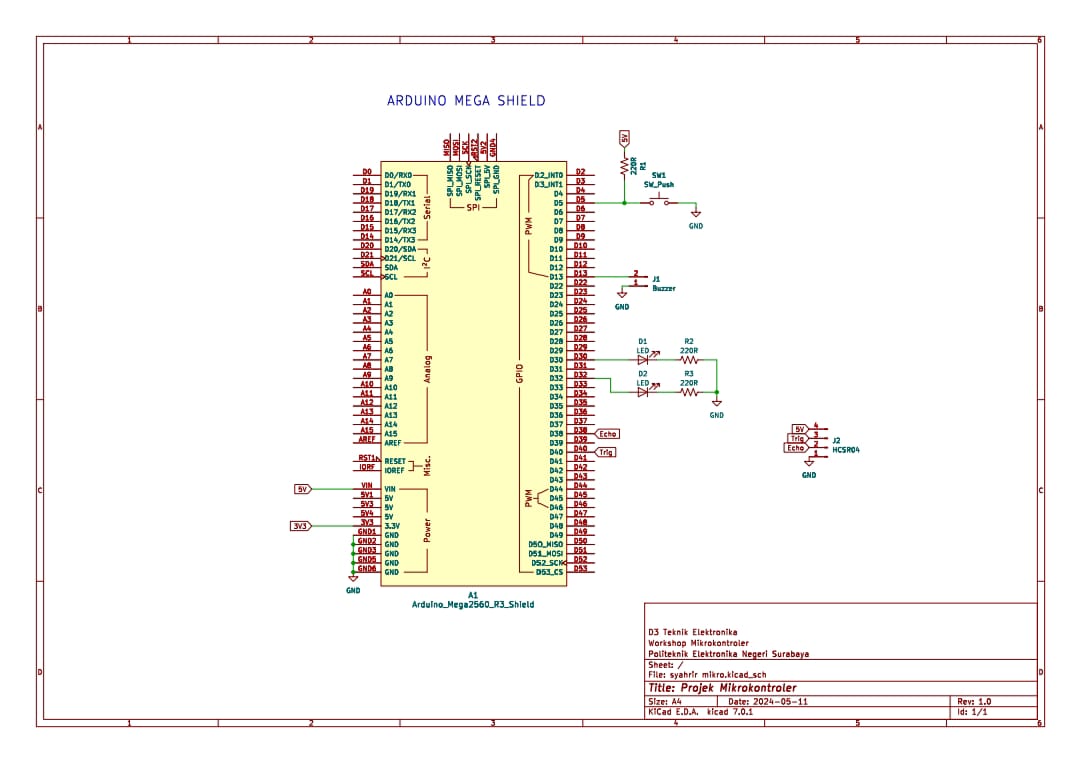 1 2 3 4 5 6
A
B
C
D
A
B
C
D
1 2 3 4 5 6
ARDUINO MEGA SHIELD
MISO
MOSI
SCK
RST2
5V2
GND4
SPI_MISO
SPI_MOSI
SPI_SCK
SPI_RESET
SPI_5V
SPI_GND
SPI
D0 D0/RX0
D1 D1/TX0
D19 D19/RX1
D18 D18/TX1
D17 D17/RX2
D16 D16/TX2
D15 D15/RX3
D14 D14/TX3
Serial
D20 D20/SDA
D21 D21/SCL
SDA SDA
SCL SCL
I²C
A0 A0
A1 A1
A2 A2
A3 A3
A4 A4
A5 A5
A6 A6
A7 A7
A8 A8
A9 A9
A10 A10
A11 A11
A12 A12
A13 A13
A14 A14
A15 A15
AREF AREF
Analog
RST1 RESET
IORF IOREF
Misc.
5V
VIN VIN
5V1 5V
5V3 5V
5V4 5V
3V3
3V3 3.3V
GND1 GND
GND2 GND
GND3 GND
GND5 GND
GND6 GND
Power
GND
D2_INT0 D2
D3_INT1 D3
D4 D4
D5 D5
D6 D6
D7 D7
D8 D8
D9 D9
D10 D10
D11 D11
D12 D12
D13 D13
PWM
D22 D22
D23 D23
D24 D24
D25 D25
D26 D26
D27 D27
D28 D28
D29 D29
D30 D30
D31 D31
D32 D32
D33 D33
D34 D34
D35 D35
D36 D36
D37 D37
D38 D38
D39 D39
D40 D40
D41 D41
D42 D42
D43 D43
D44 D44
D45 D45
D46 D46
D47 D47
D48 D48
D49 D49
D50_MISO D50
D51_MOSI D51
D52_SCK D52
D53_CS D53
GPIO
PWM
A1
Arduino_Mega2560_R3_Shield
5V
220R
R1
SW1
SW_Push
GND
2
1
J1
Buzzer
GND
D1
LED
R2
220R
D2
LED
R3
220R
GND
Echo
Trig
5V 4
Trig 3
Echo 2
1
J2
HCSR04
GND
D3 Teknik Elektronika
Workshop Mikrokontroler
Politeknik Elektronika Negeri Surabaya
Sheet: /
File: syahrir mikro.kicad_sch
Title: Projek Mikrokontroler
Size: A4 Date: 2024-05-11 Rev: 1.0
KiCad E.D.A. kicad 7.0.1 Id: 1/1